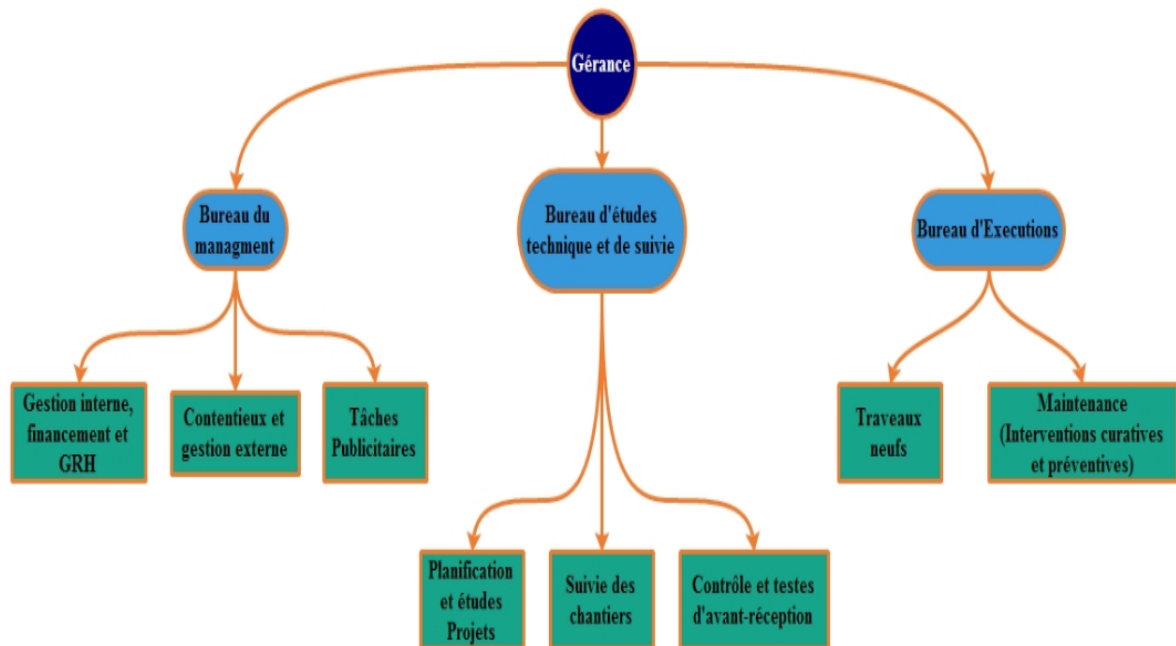 Gérance
Bureau du
managment
Bureau d'études
technique et de suivie
Bureau d'Executions
Gestion interne,
financement et
GRH
Contentieux et
gestion externe
Tâches
Publicitaires
Traveaux
neufs
Maintenance
(Interventions curatives
et préventives)
Planification
et études
Projets
Suivie des
chantiers
Contrôle et testes
d'avant-réception